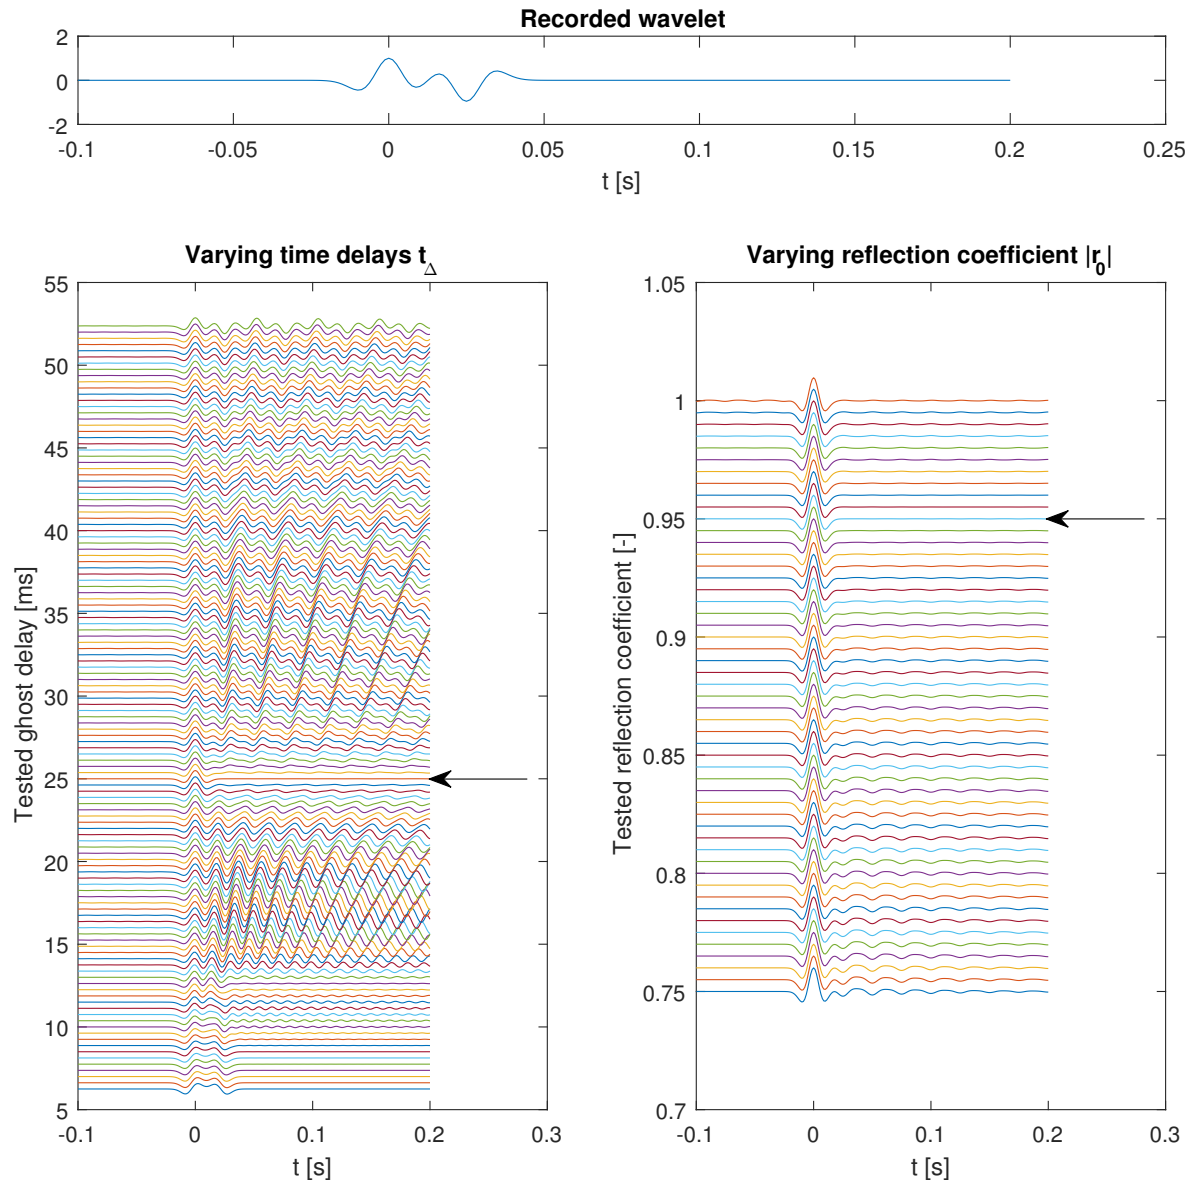 Recorded wavelet
2
0
-2
-0.1 -0.05 0 0.05 0.1 0.15 0.2 0.25
t [s]
Varying time delays t_Δ
Tested ghost delay [ms]
55
50
45
40
35
30
25
20
15
10
5
-0.1 0 0.1 0.2 0.3
t [s]
Varying reflection coefficient |r_0|
Tested reflection coefficient [-]
1.05
1
0.95
0.9
0.85
0.8
0.75
0.7
-0.1 0 0.1 0.2 0.3
t [s]